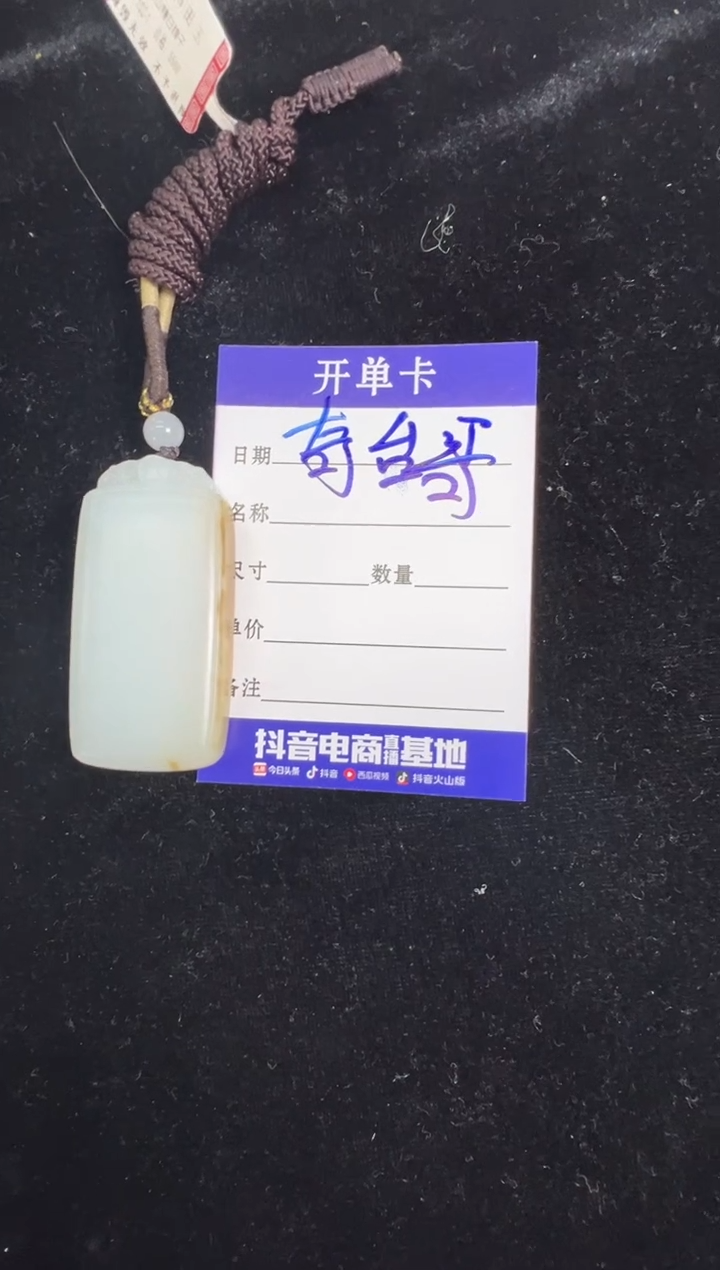 开单卡
奇台哥
日期
名称
尺寸 数量
单价
备注
抖音电商直播基地
今日头条 抖音 西瓜视频 抖音火山版